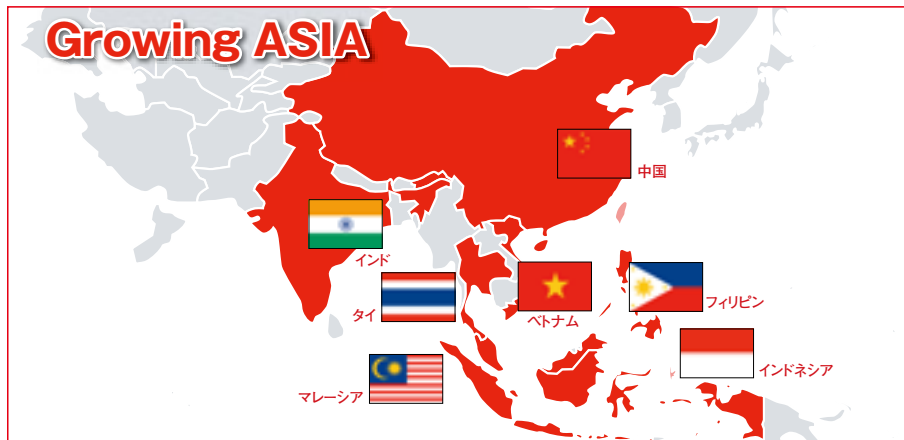 Growing ASIA
中国
インド
タイ
ベトナム
フィリピン
マレーシア
インドネシア